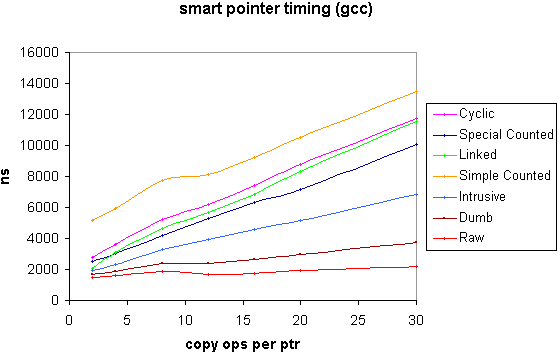 smart pointer timing (gcc)
16000
14000
12000
10000
8000
6000
4000
2000
0
ns
0 5 10 15 20 25 30
copy ops per ptr
Cyclic
Special Counted
Linked
Simple Counted
Intrusive
Dumb
Raw